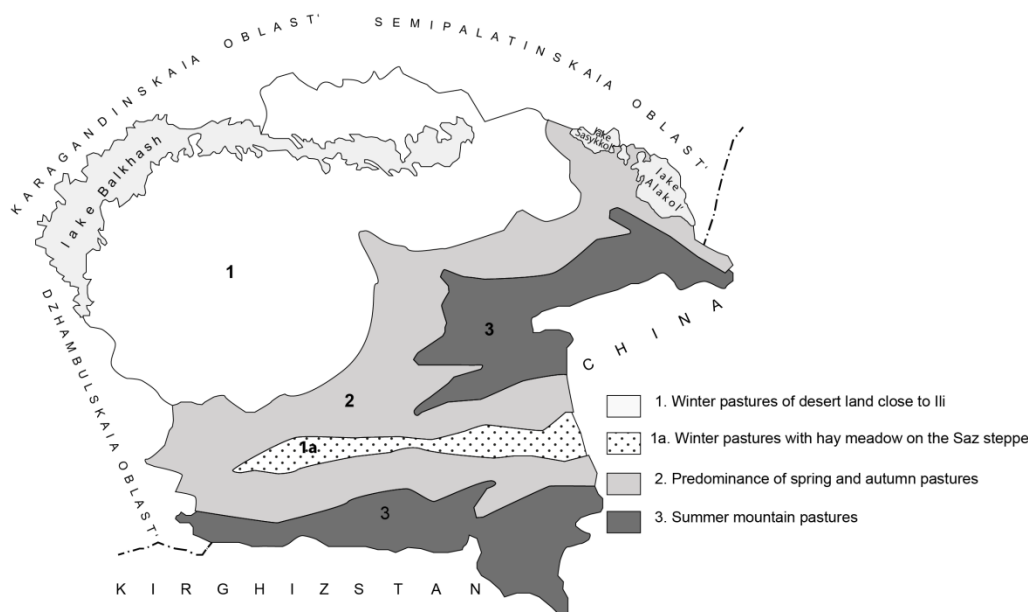 KARAGANDINSKAIA OBLAST'
SEMIPALATINSKAIA OBLAST'
lake Sasykkol'
lake Alakol'
lake Balkhash
1
DZHAMBULSKAIA OBLAST'
3
CHINA
2
1a.
3
KIRGHIZSTAN
1. Winter pastures of desert land close to Ili
1a. Winter pastures with hay meadow on the Saz steppe
2. Predominance of spring and autumn pastures
3. Summer mountain pastures